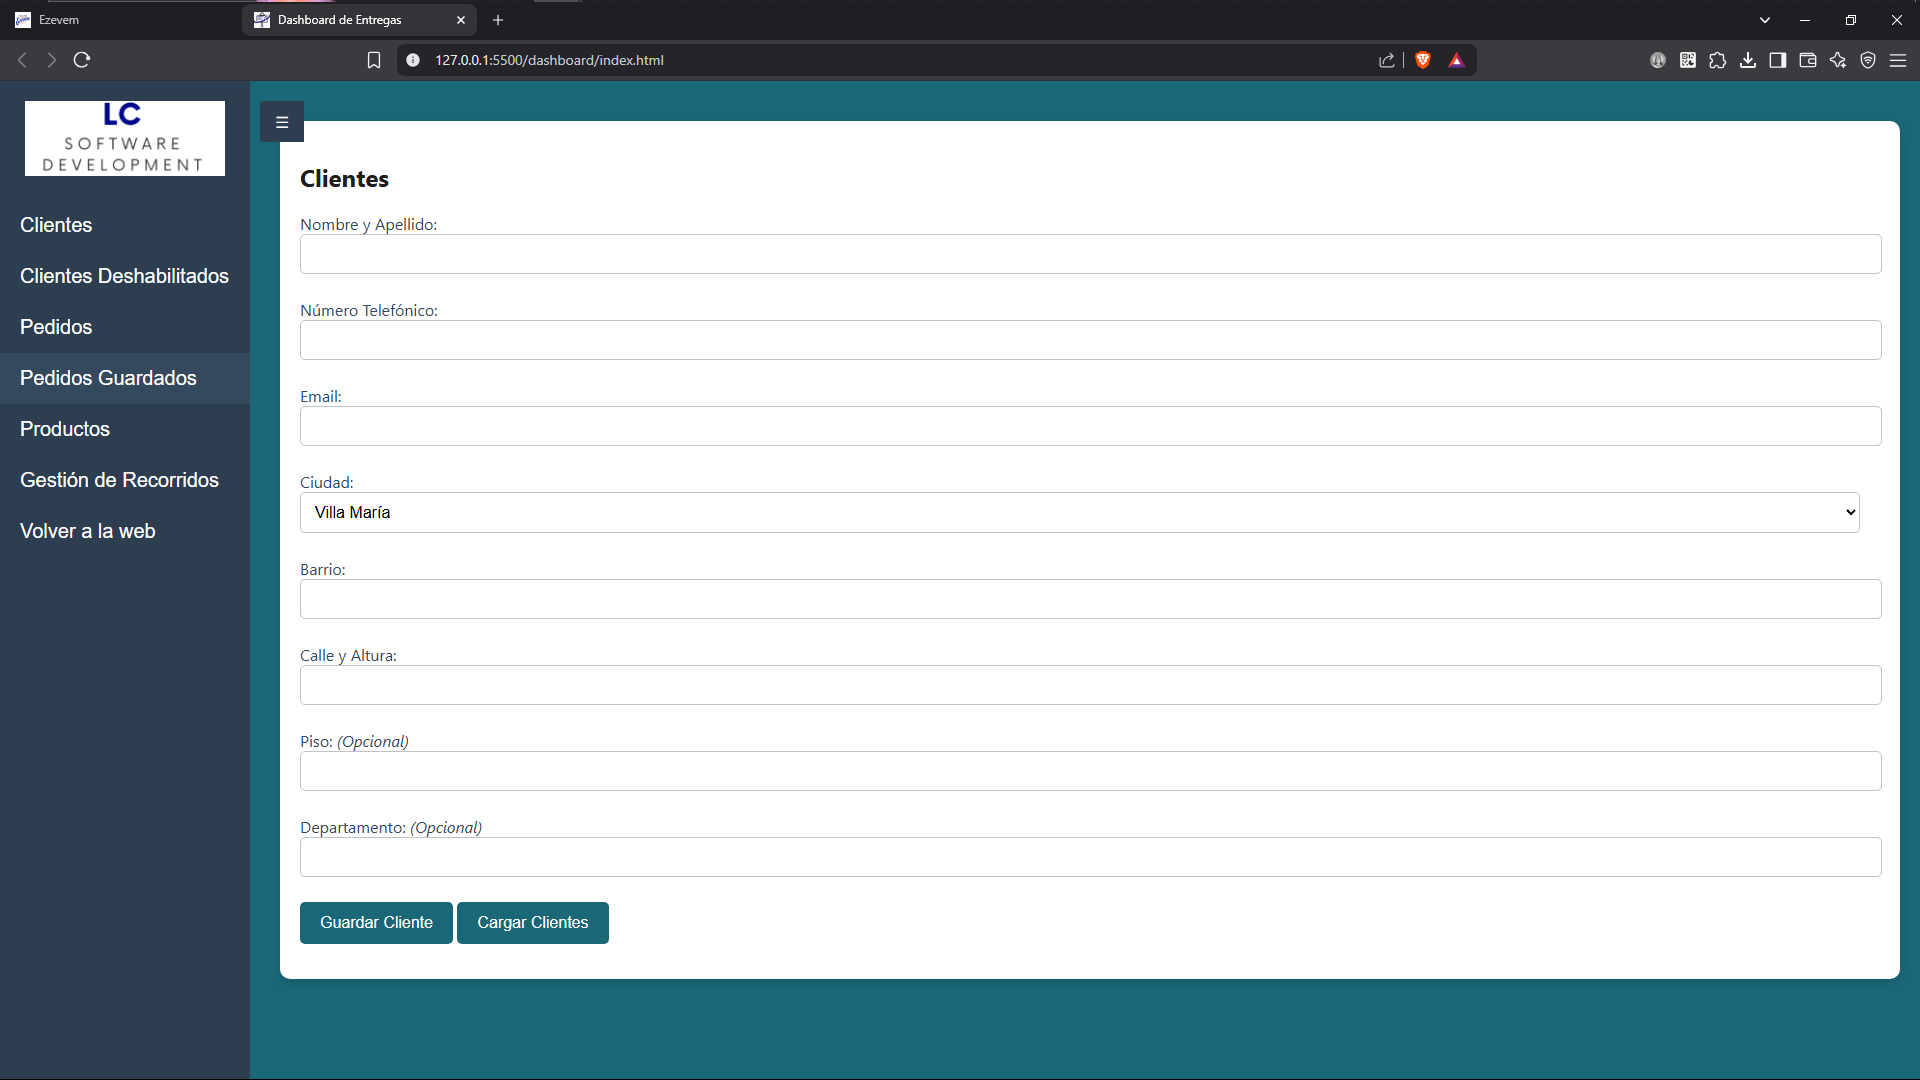 Ezevem
Dashboard de Entregas
127.0.0.1:5500/dashboard/index.html
LC
SOFTWARE
DEVELOPMENT
Clientes
Clientes Deshabilitados
Pedidos
Pedidos Guardados
Productos
Gestión de Recorridos
Volver a la web
Clientes
Nombre y Apellido:
Número Telefónico:
Email:
Ciudad:
Villa María
Barrio:
Calle y Altura:
Piso: (Opcional)
Departamento: (Opcional)
Guardar Cliente
Cargar Clientes